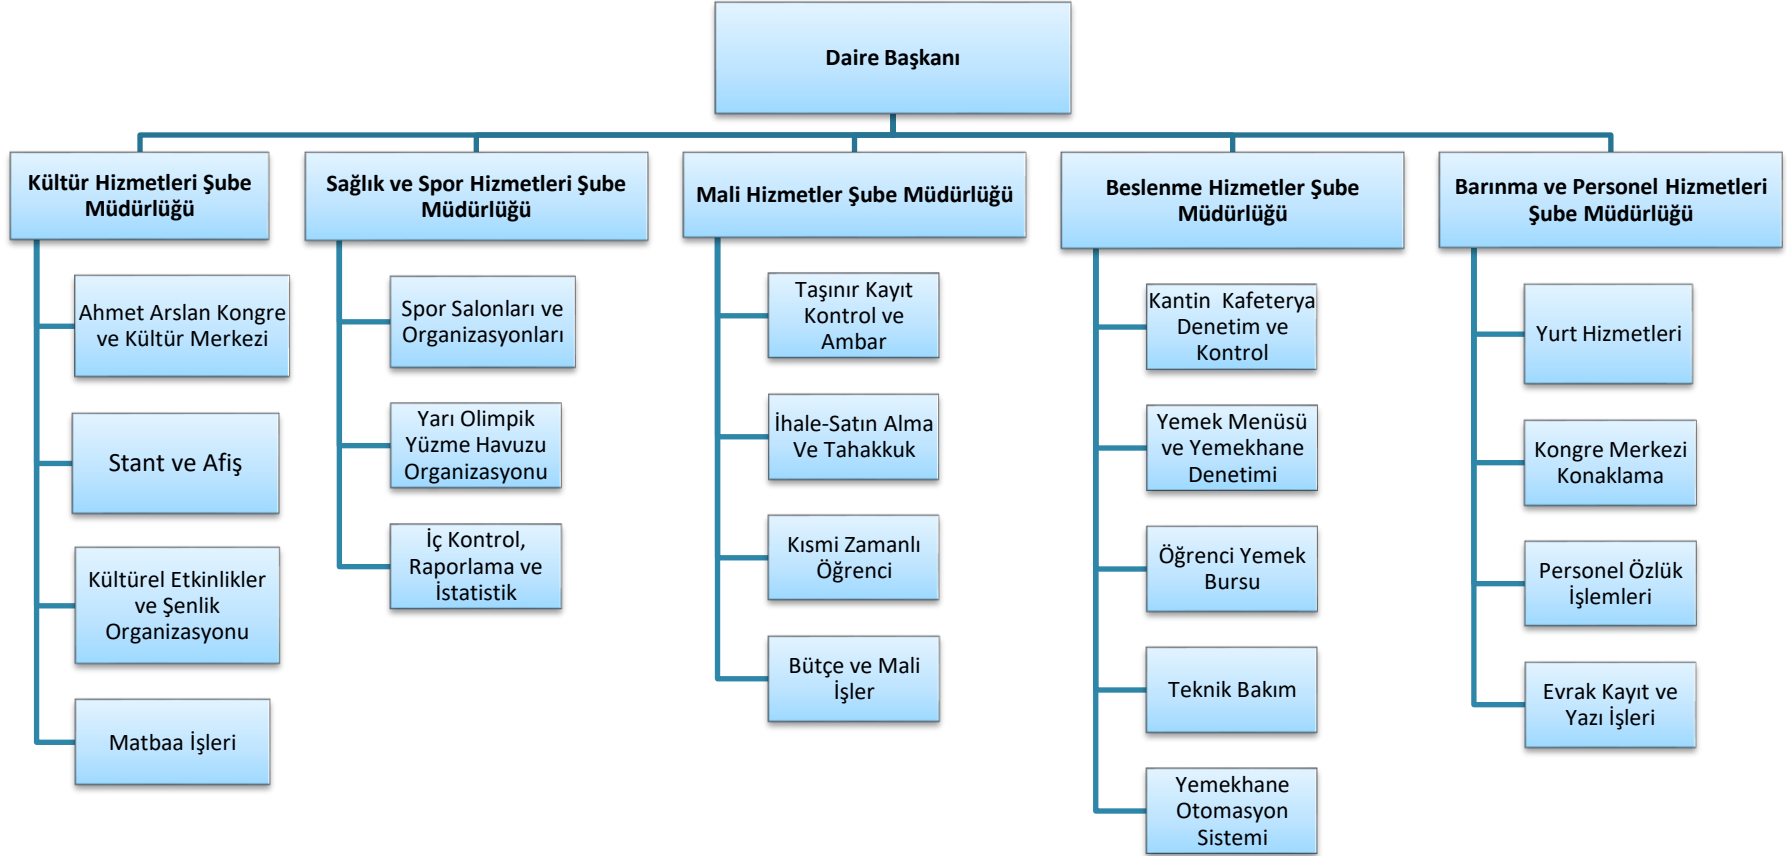 Daire Başkanı
Kültür Hizmetleri Şube
Müdürlüğü
Ahmet Arslan Kongre
ve Kültür Merkezi
Stant ve Afiş
Kültürel Etkinlikler
ve Şenlik
Organizasyonu
Matbaa İşleri
Sağlık ve Spor Hizmetleri Şube
Müdürlüğü
Spor Salonları ve
Organizasyonları
Yarı Olimpik
Yüzme Havuzu
Organizasyonu
İç Kontrol,
Raporlama ve
İstatistik
Mali Hizmetler Şube Müdürlüğü
Taşınır Kayıt
Kontrol ve
Ambar
İhale-Satın Alma
Ve Tahakkuk
Kısmi Zamanlı
Öğrenci
Bütçe ve Mali
İşler
Beslenme Hizmetler Şube
Müdürlüğü
Kantin Kafeterya
Denetim ve
Kontrol
Yemek Menüsü
ve Yemekhane
Denetimi
Öğrenci Yemek
Bursu
Teknik Bakım
Yemekhane
Otomasyon
Sistemi
Barınma ve Personel Hizmetleri
Şube Müdürlüğü
Yurt Hizmetleri
Kongre Merkezi
Konaklama
Personel Özlük
İşlemleri
Evrak Kayıt ve
Yazı İşleri